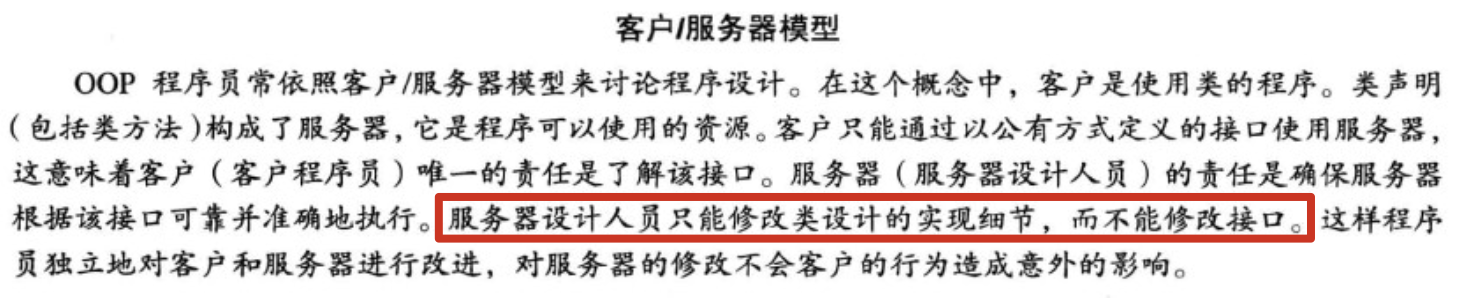 客户/服务器模型
OOP 程序员常依照客户/服务器模型来讨论程序设计。在这个概念中，客户是使用类的程序。类声明
（包括类方法）构成了服务器，它是程序可以使用的资源。客户只能通过以公有方式定义的接口使用服务器，
这意味着客户（客户程序员）唯一的责任是了解该接口。服务器（服务器设计人员）的责任是确保服务器
根据该接口可靠并准确地执行。服务器设计人员只能修改类设计的实现细节，而不能修改接口。这样程序
员独立地对客户和服务器进行改进，对服务器的修改不会客户的行为造成意外的影响。